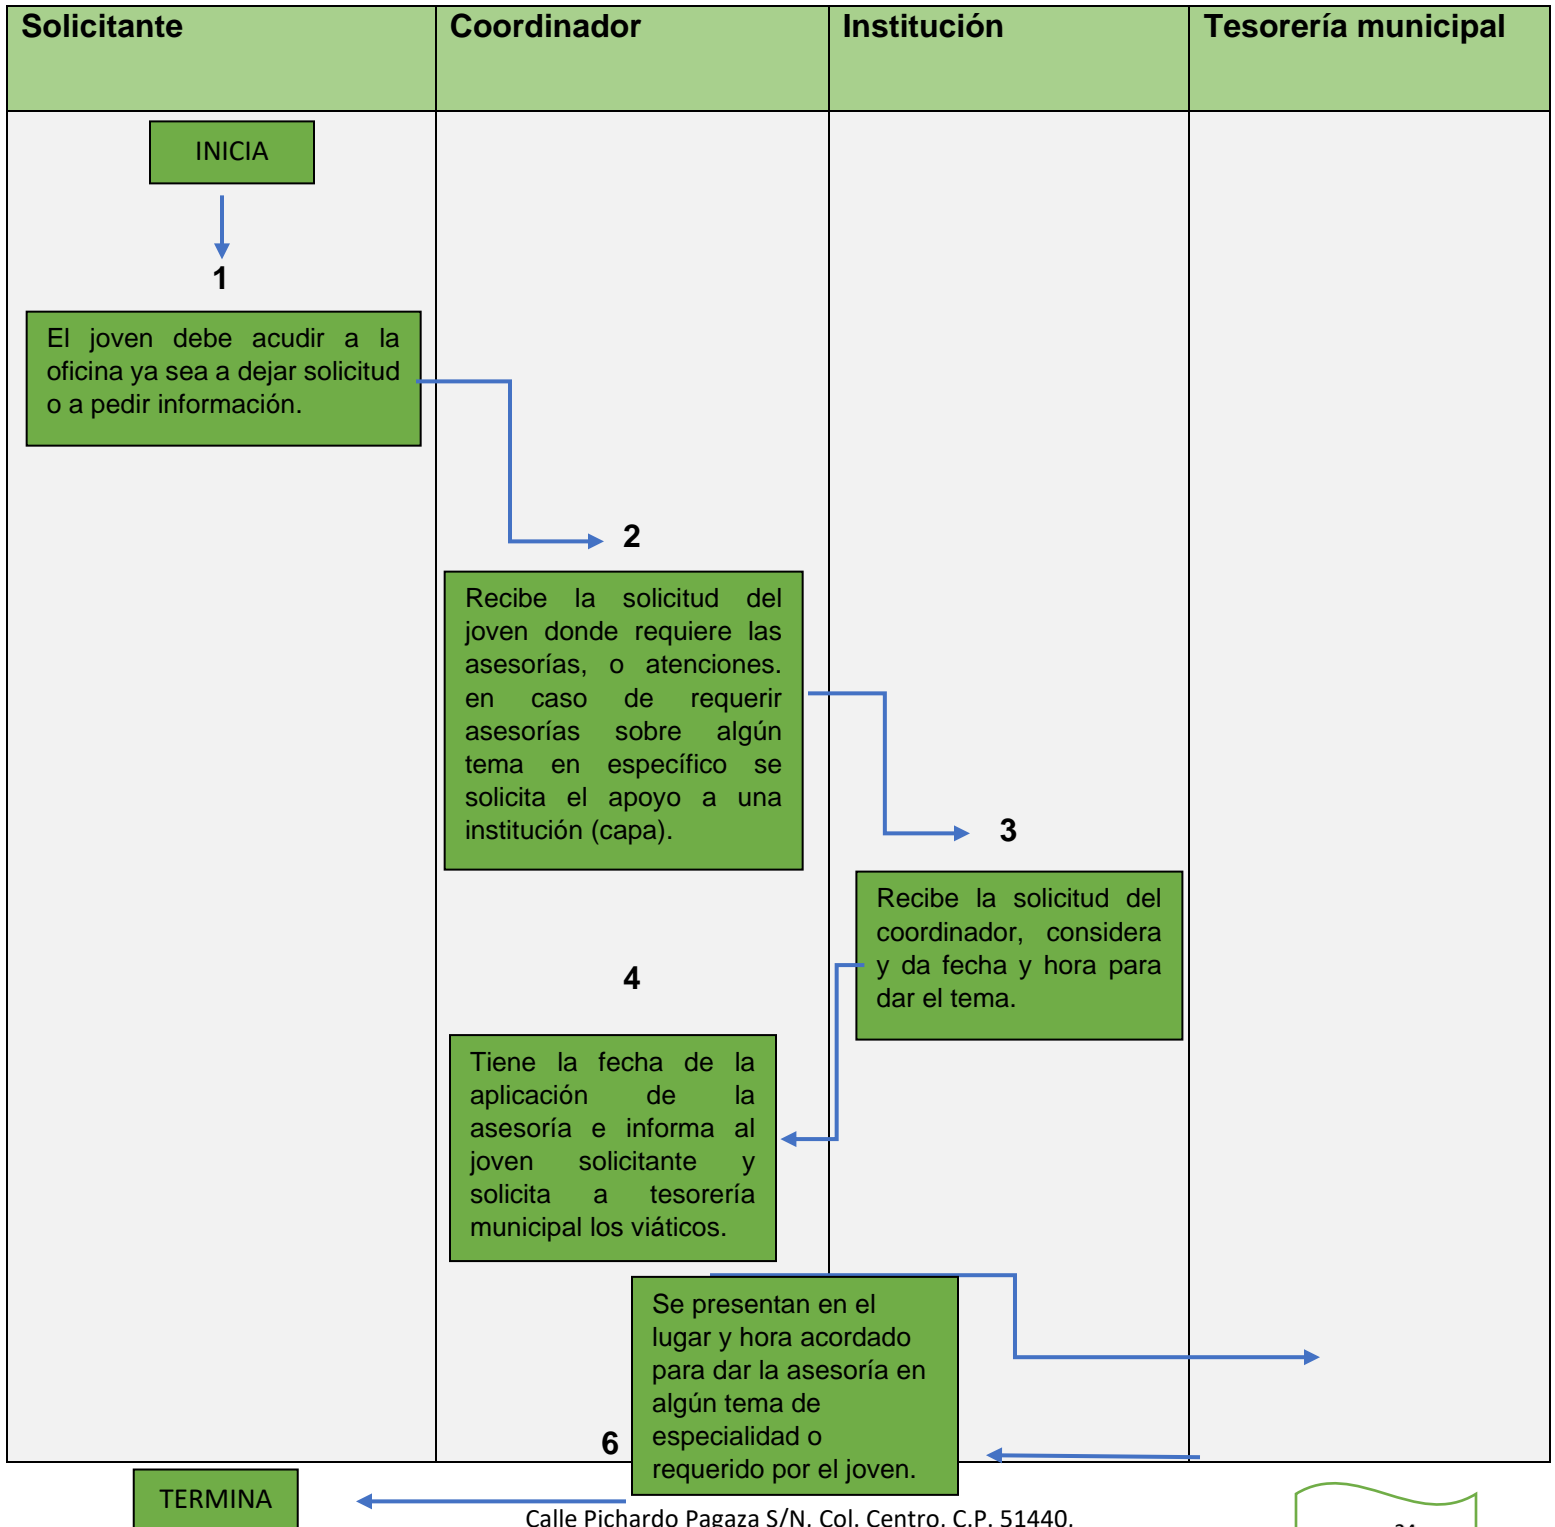 Solicitante
Coordinador
Institución
Tesorería municipal
INICIA
1
El joven debe acudir a la
oficina ya sea a dejar solicitud
o a pedir información.
2
Recibe la solicitud del
joven donde requiere las
asesorías, o atenciones.
en caso de requerir
asesorías sobre algún
tema en específico se
solicita el apoyo a una
institución (capa).
3
Recibe la solicitud del
coordinador, considera
y da fecha y hora para
dar el tema.
4
Tiene la fecha de la
aplicación de la
asesoría e informa al
joven solicitante y
solicita a tesorería
municipal los viáticos.
Se presentan en el
lugar y hora acordado
para dar la asesoría en
algún tema de
especialidad o
requerido por el joven.
6
TERMINA
Calle Pichardo Pagaza S/N. Col. Centro. C.P. 51440.